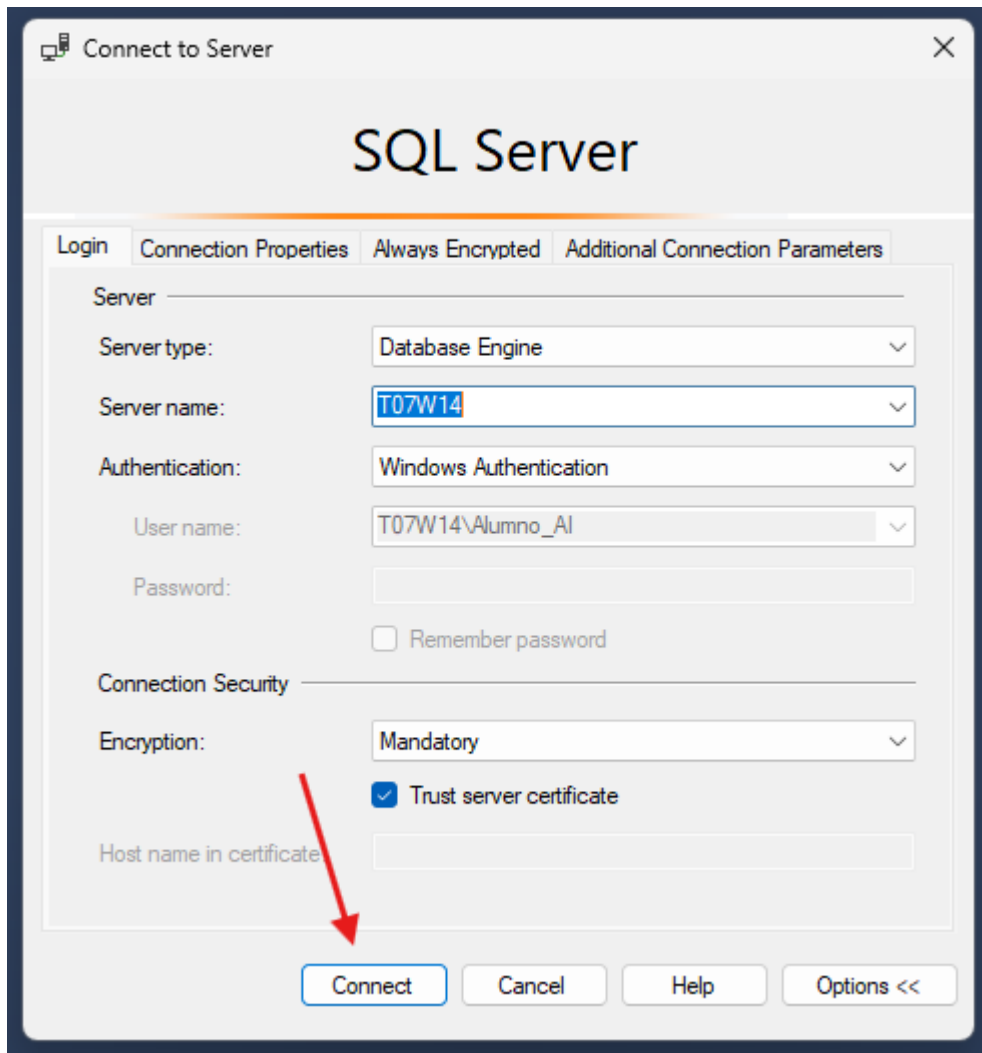 Connect to Server
SQL Server
Login Connection Properties Always Encrypted Additional Connection Parameters
Server
Server type: Database Engine
Server name: T07W14
Authentication: Windows Authentication
User name: T07W14\Alumno_AI
Password:
Remember password
Connection Security
Encryption: Mandatory
Trust server certificate
Host name in certificate:
Connect Cancel Help Options <<